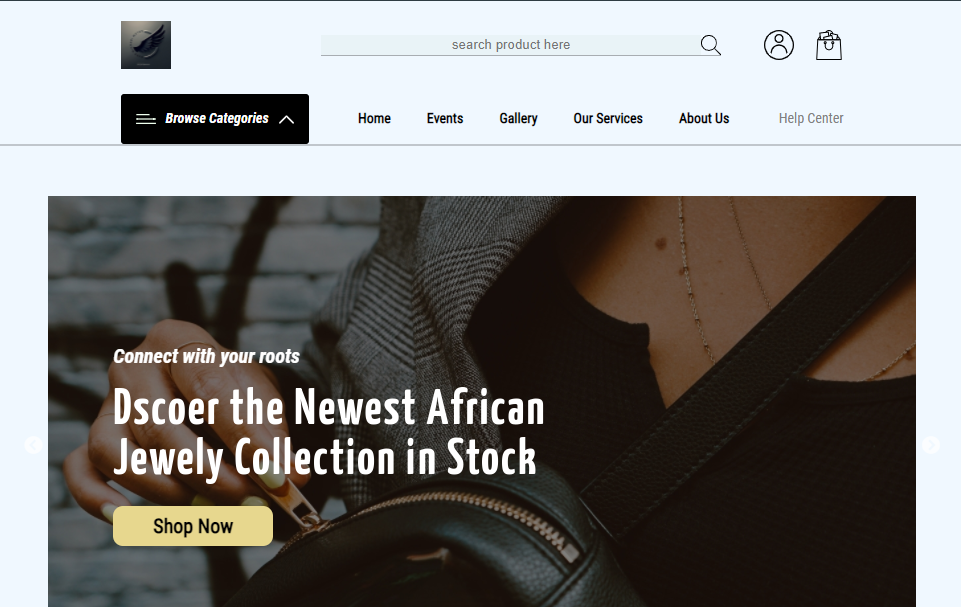 search product here
Browse Categories
Home
Events
Gallery
Our Services
About Us
Help Center
Connect with your roots
Dscoer the Newest African
Jewely Collection in Stock
Shop Now